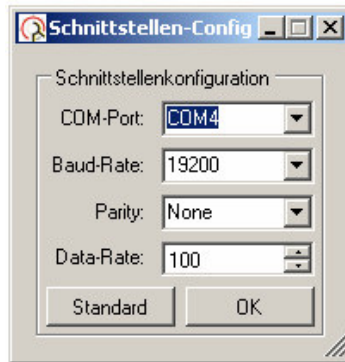 Schnittstellen-Config
Schnittstellenkonfiguration
COM-Port: COM4
Baud-Rate: 19200
Parity: None
Data-Rate: 100
Standard OK